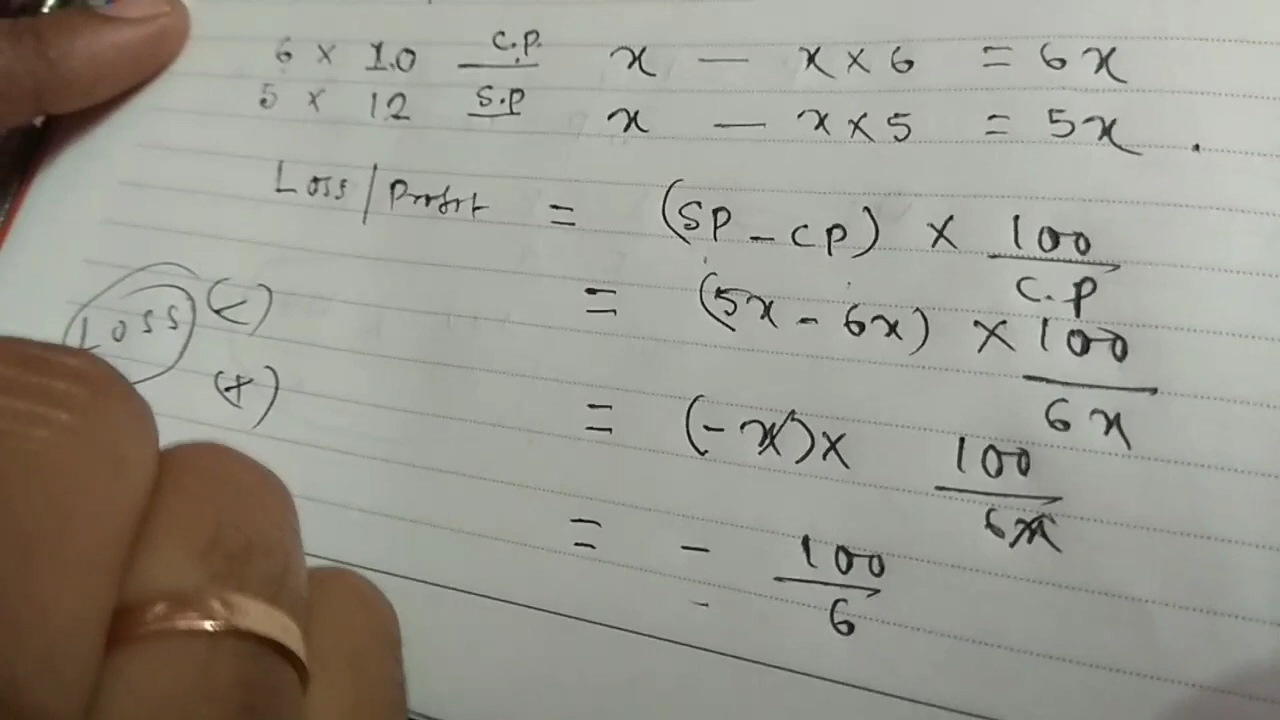 6 × 10 C.P. x — x × 6 = 6x
5 × 12 S.P x — x × 5 = 5x .
Loss / Profit = (SP - CP) × 100 / C.P
Loss (-) = (5x - 6x) × 100 / 6x
(+) = (-x) × 100 / 6x
= - 100 / 6